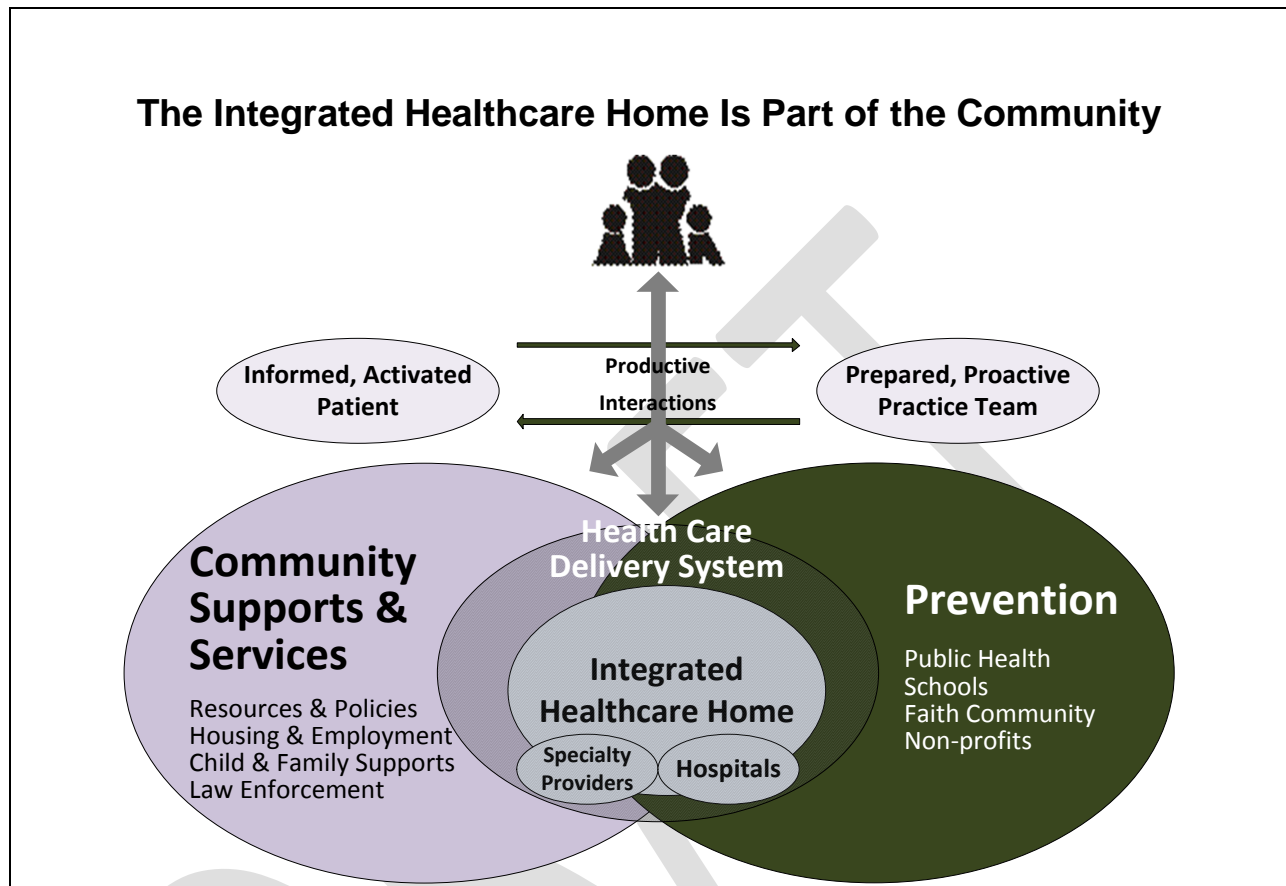 The Integrated Healthcare Home Is Part of the Community
Informed, Activated
Patient
Productive
Interactions
Prepared, Proactive
Practice Team
Health Care
Delivery System
Community
Supports &
Services
Resources & Policies
Housing & Employment
Child & Family Supports
Law Enforcement
Integrated
Healthcare Home
Specialty
Providers
Hospitals
Prevention
Public Health
Schools
Faith Community
Non-profits